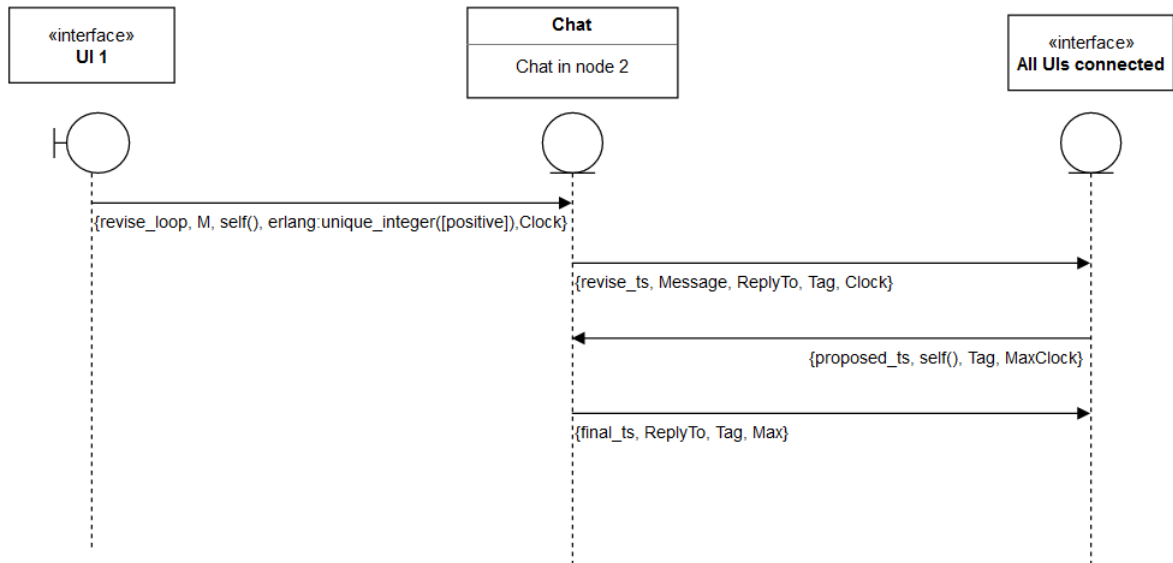 «interface»
UI 1
Chat
Chat in node 2
«interface»
All UIs connected
{revise_loop, M, self(), erlang:unique_integer([positive]),Clock}
{revise_ts, Message, ReplyTo, Tag, Clock}
{proposed_ts, self(), Tag, MaxClock}
{final_ts, ReplyTo, Tag, Max}